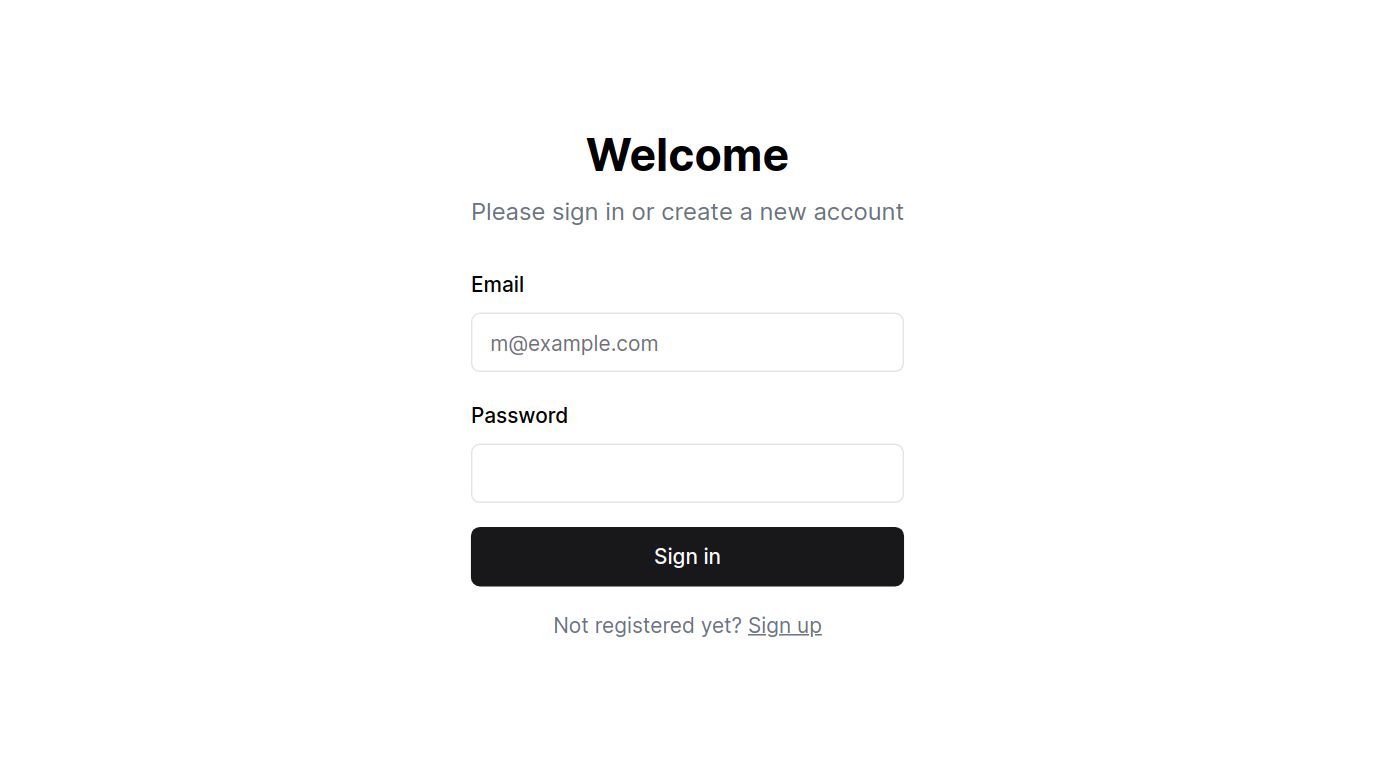 Welcome
Please sign in or create a new account
Email
m@example.com
Password
Sign in
Not registered yet? Sign up